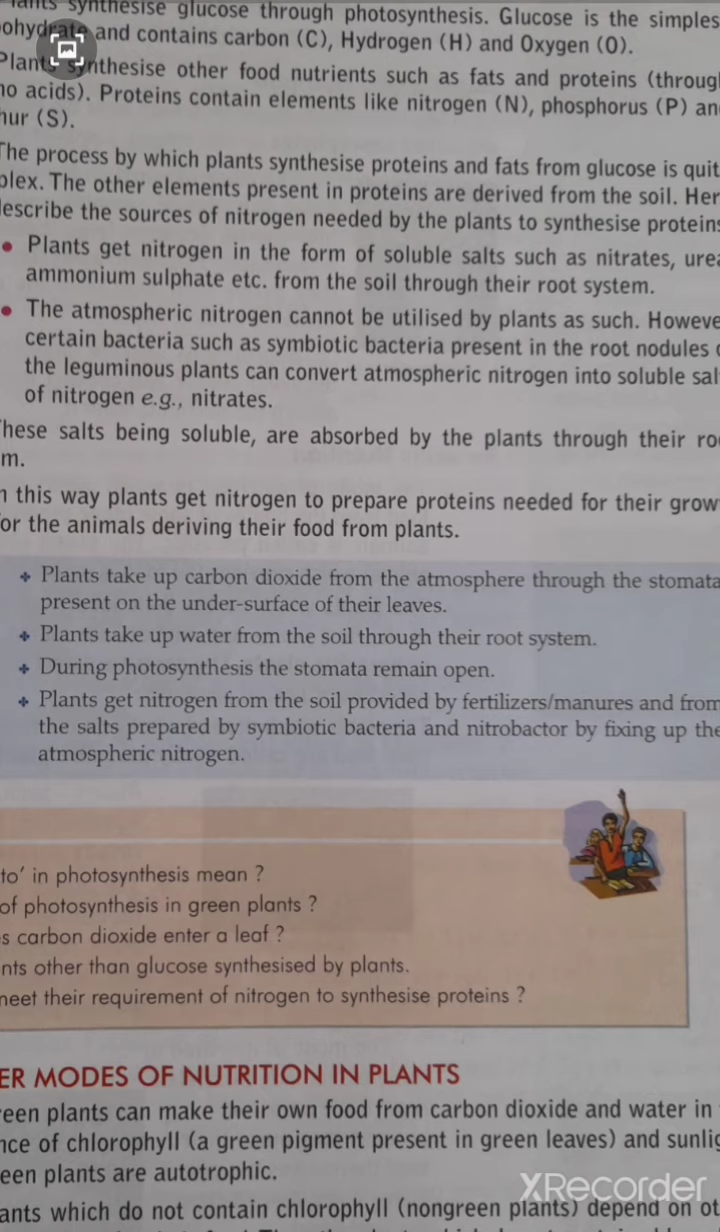 synthesise glucose through photosynthesis. Glucose is the simples
and contains carbon (C), Hydrogen (H) and Oxygen (O).
Plants synthesise other food nutrients such as fats and proteins (throug
no acids). Proteins contain elements like nitrogen (N), phosphorus (P) an
hur (S).
The process by which plants synthesise proteins and fats from glucose is quit
plex. The other elements present in proteins are derived from the soil. Her
describe the sources of nitrogen needed by the plants to synthesise proteins
• Plants get nitrogen in the form of soluble salts such as nitrates, urea
ammonium sulphate etc. from the soil through their root system.
• The atmospheric nitrogen cannot be utilised by plants as such. Howeve
certain bacteria such as symbiotic bacteria present in the root nodules o
the leguminous plants can convert atmospheric nitrogen into soluble sal
of nitrogen e.g., nitrates.
These salts being soluble, are absorbed by the plants through their ro
m.
n this way plants get nitrogen to prepare proteins needed for their grow
for the animals deriving their food from plants.
✤ Plants take up carbon dioxide from the atmosphere through the stomata
present on the under-surface of their leaves.
✤ Plants take up water from the soil through their root system.
✤ During photosynthesis the stomata remain open.
✤ Plants get nitrogen from the soil provided by fertilizers/manures and from
the salts prepared by symbiotic bacteria and nitrobactor by fixing up the
atmospheric nitrogen.
to' in photosynthesis mean ?
of photosynthesis in green plants ?
s carbon dioxide enter a leaf ?
nts other than glucose synthesised by plants.
meet their requirement of nitrogen to synthesise proteins ?
ER MODES OF NUTRITION IN PLANTS
reen plants can make their own food from carbon dioxide and water in
nce of chlorophyll (a green pigment present in green leaves) and sunlig
een plants are autotrophic.
ants which do not contain chlorophyll (nongreen plants) depend on ot
XRecorder